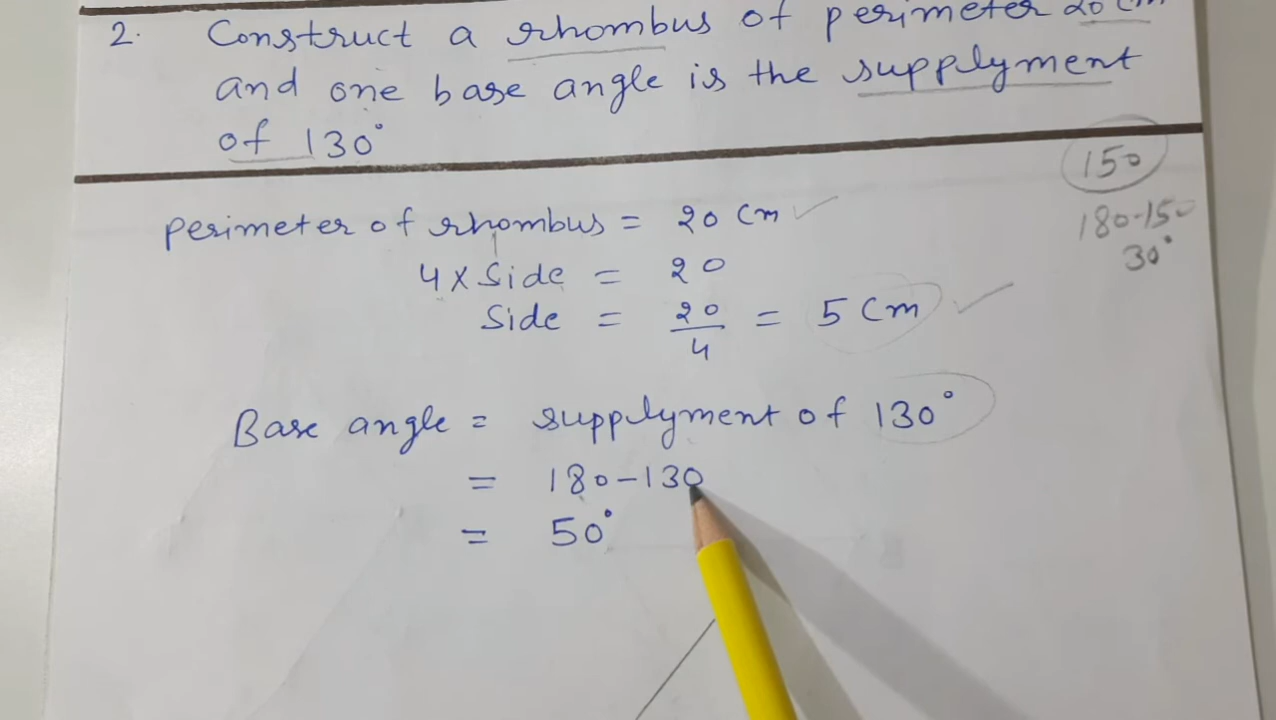 2. Construct a rhombus of perimeter 20 cm
and one base angle is the supplyment
of 130°
150
180-150
30°
perimeter of rhombus = 20 Cm
4 x Side = 20
Side = 20/4 = 5 Cm
Base angle = supplyment of 130°
= 180-130
= 50°